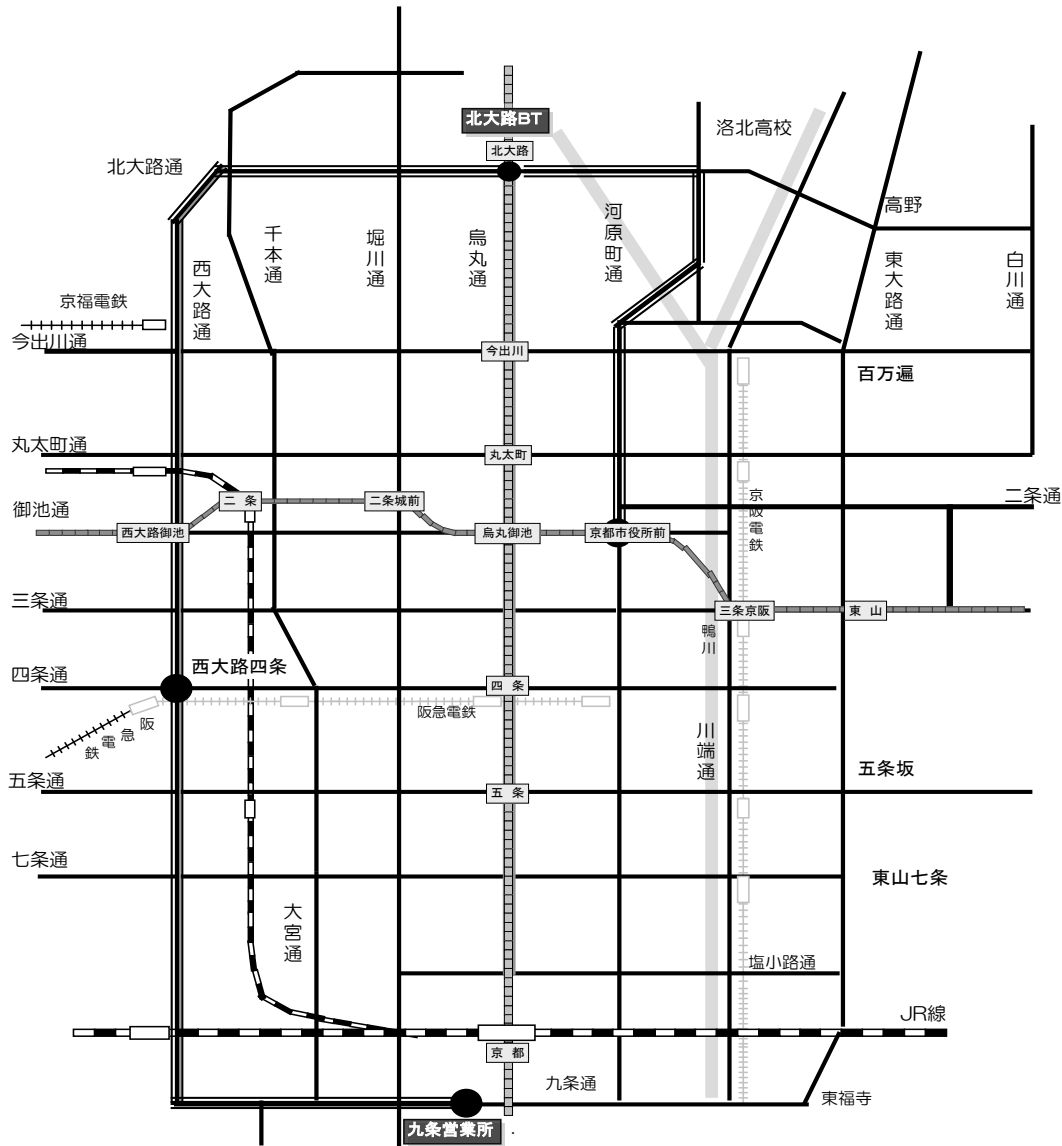 北大路BT
洛北高校
北大路
北大路通
高野
西大路通
千本通
堀川通
烏丸通
河原町通
東大路通
白川通
京福電鉄
今出川通
今出川
百万遍
丸太町通
丸太町
二条
二条城前
京阪電鉄
二条通
御池通
西大路御池
烏丸御池
京都市役所前
三条通
三条京阪
東山
鴨川
西大路四条
四条通
四条
阪急電鉄
阪急電鉄
川端通
五条坂
五条通
五条
七条通
東山七条
大宮通
塩小路通
JR線
京都
九条通
東福寺
九条営業所